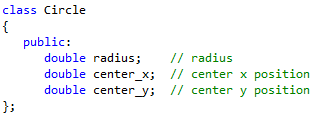 class Circle
{
   public:
      double radius;    // radius
      double center_x;  // center x position
      double center_y;  // center y position
};